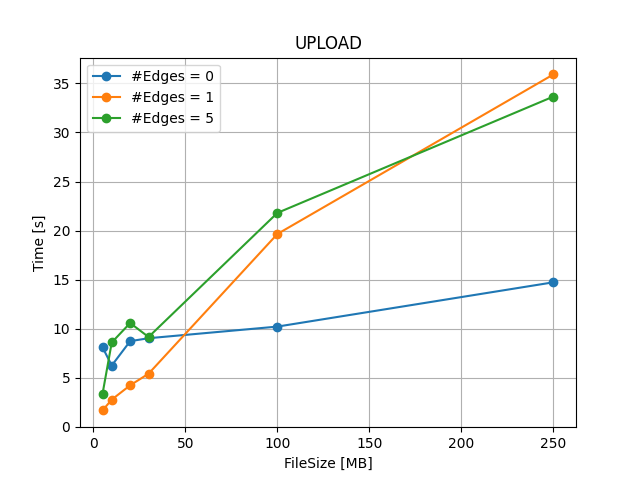 UPLOAD
#Edges = 0
#Edges = 1
#Edges = 5
Time [s]
35
30
25
20
15
10
5
0
0
50
100
150
200
250
FileSize [MB]